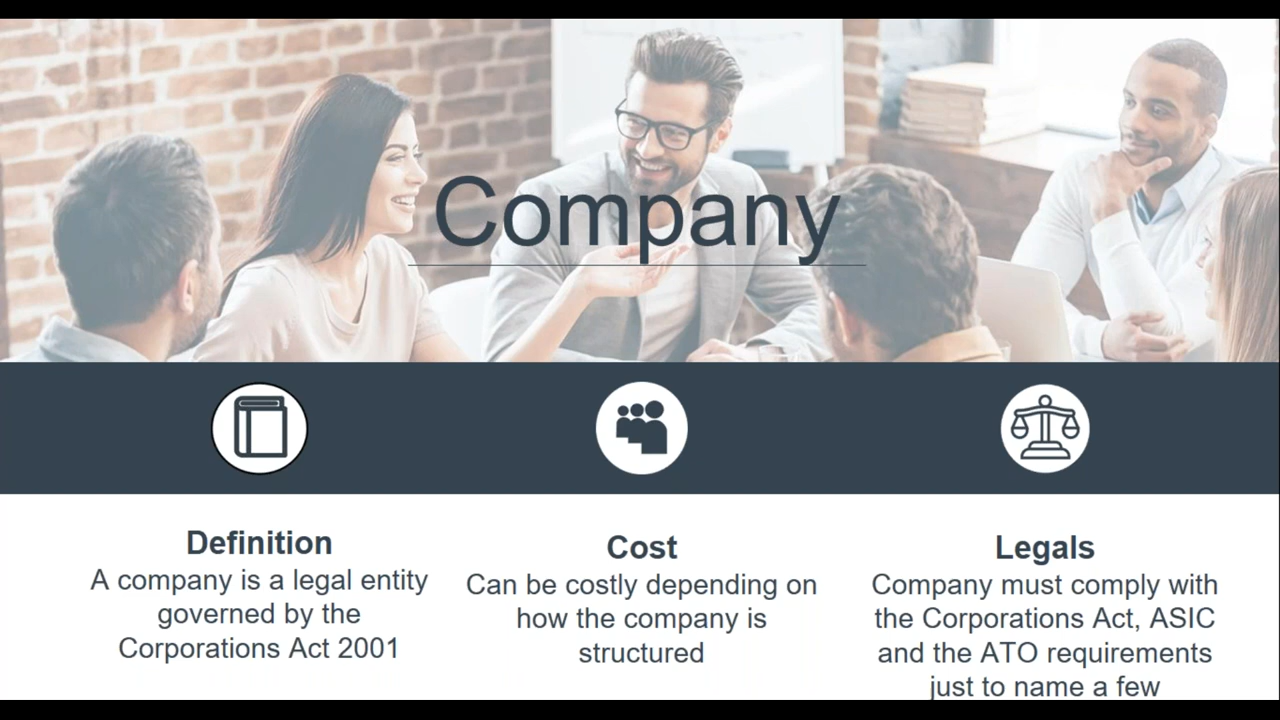 Company
Definition
A company is a legal entity
governed by the
Corporations Act 2001
Cost
Can be costly depending on
how the company is
structured
Legals
Company must comply with
the Corporations Act, ASIC
and the ATO requirements
just to name a few